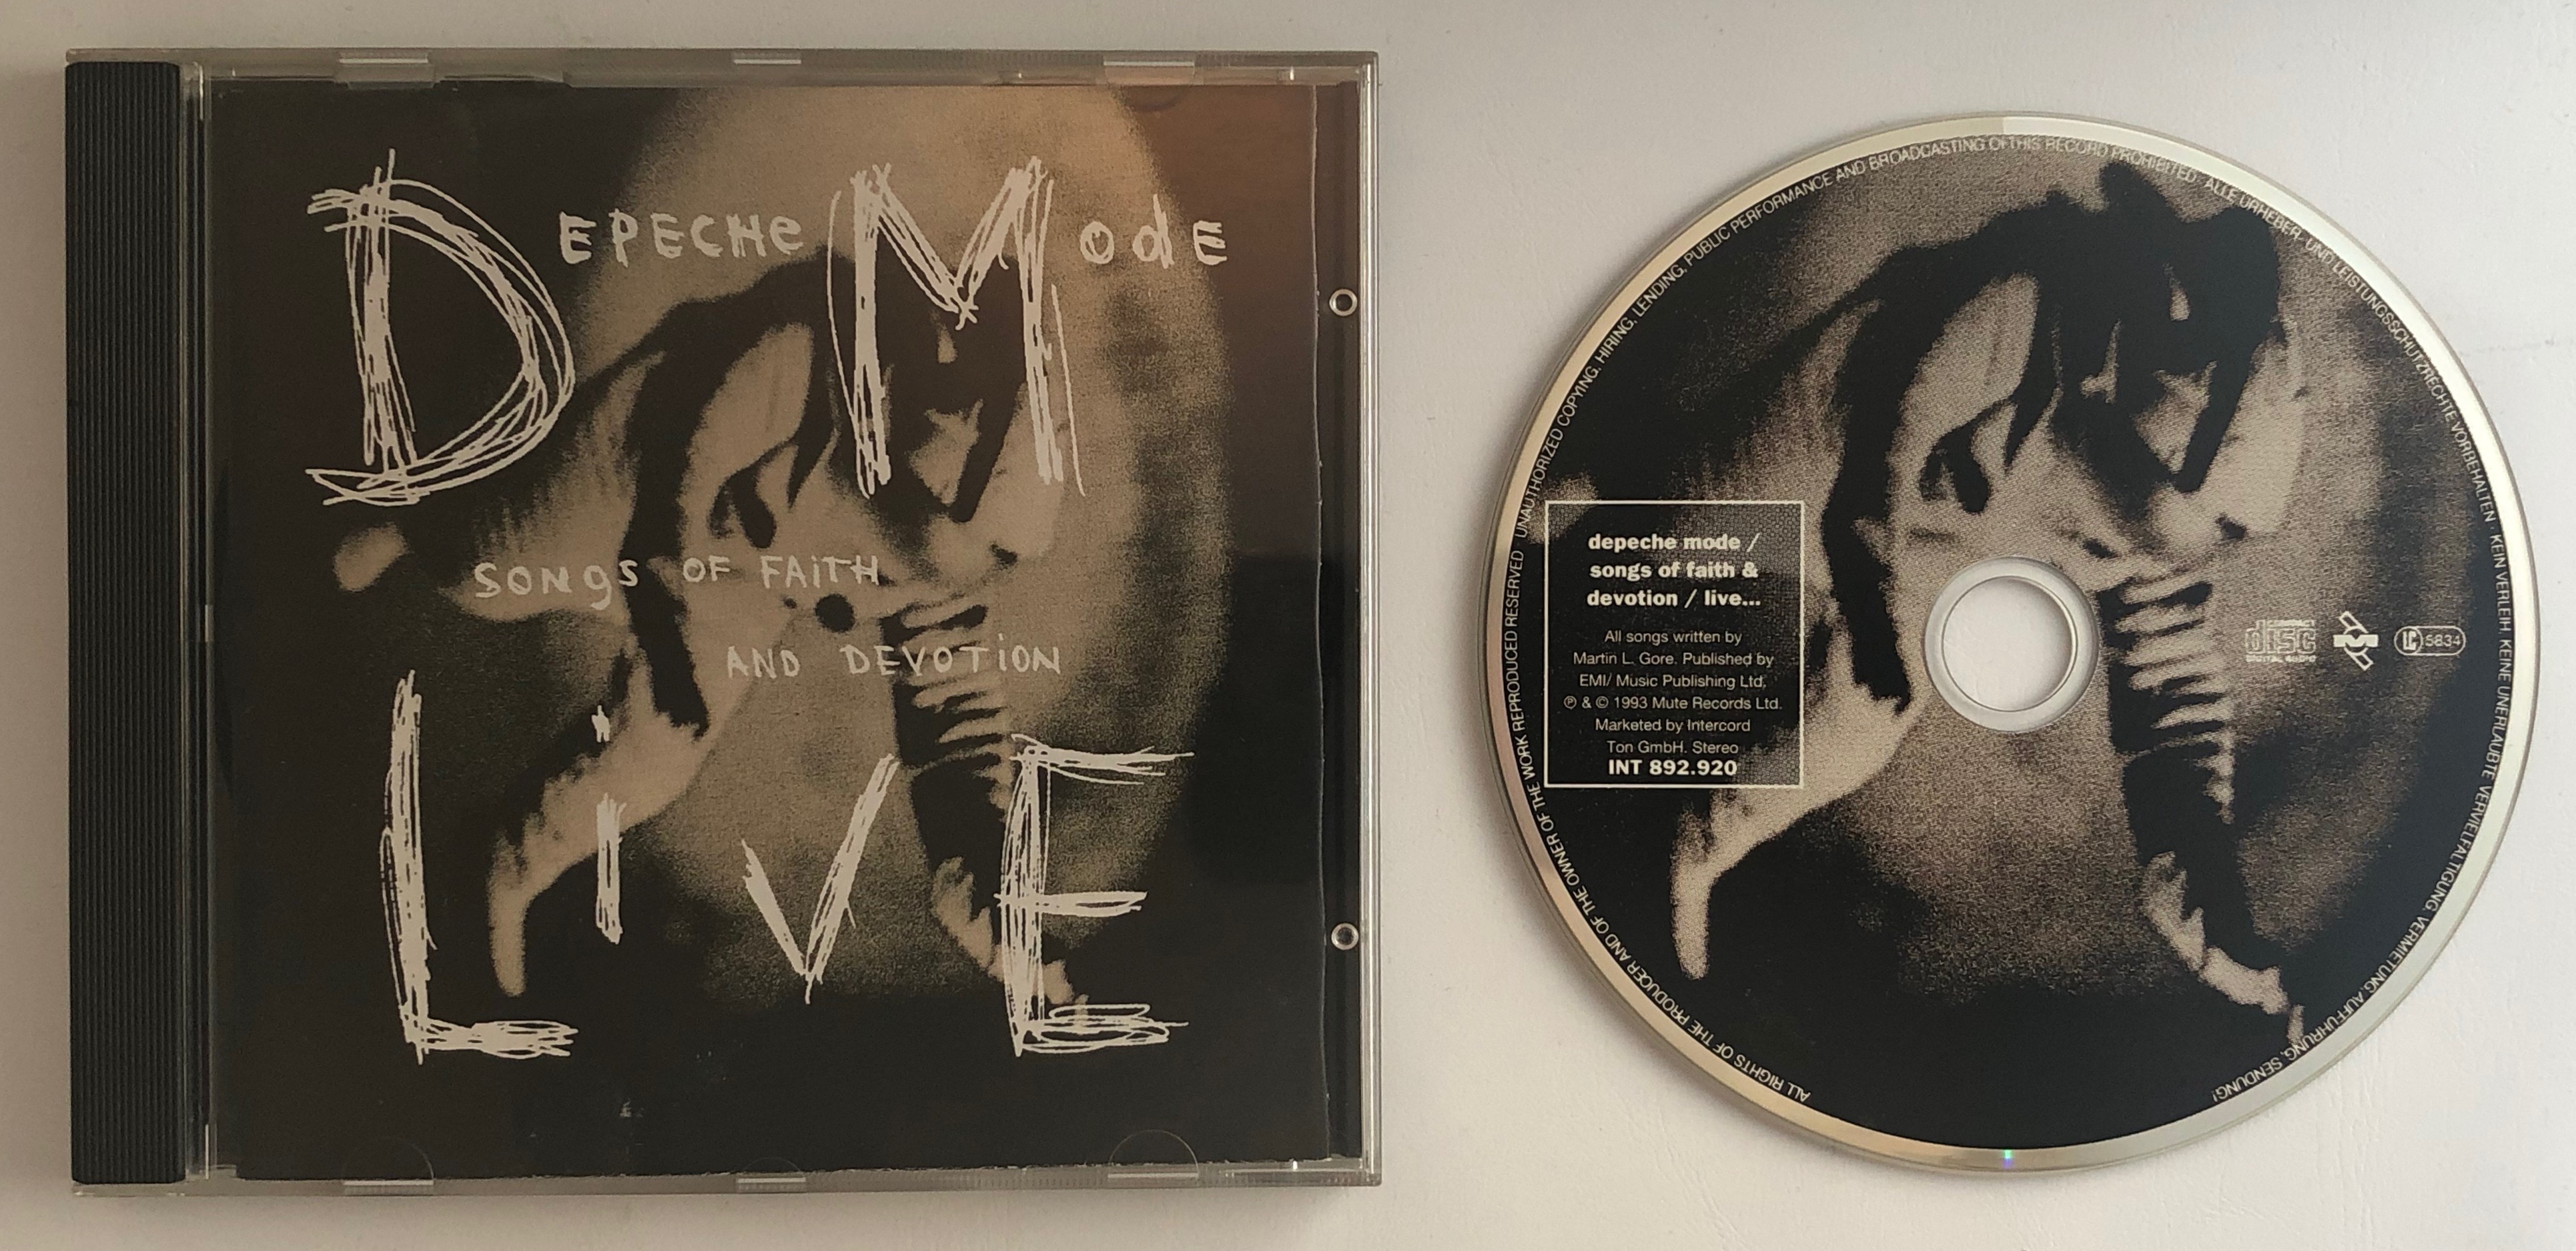 DEPECHe MOdE
SONgS OF FAiTH
AND DEVOTiON
LiVE
depeche mode /
songs of faith &
devotion / live...
All songs written by
Martin L. Gore. Published by
EMI/ Music Publishing Ltd.
℗ & © 1993 Mute Records Ltd.
Marketed by Intercord
Ton GmbH. Stereo
INT 892.920
COMPACT
disc
DIGITAL AUDIO
LC 5834
ALL RIGHTS OF THE PRODUCER AND OF THE OWNER OF THE WORK REPRODUCED RESERVED · UNAUTHORIZED COPYING, HIRING, LENDING, PUBLIC PERFORMANCE AND BROADCASTING OF THIS RECORD PROHIBITED · ALLE URHEBER- UND LEISTUNGSSCHUTZRECHTE VORBEHALTEN · KEIN VERLEIH! KEINE UNERLAUBTE VERVIELFÄLTIGUNG, VERMIETUNG, AUFFÜHRUNG, SENDUNG!